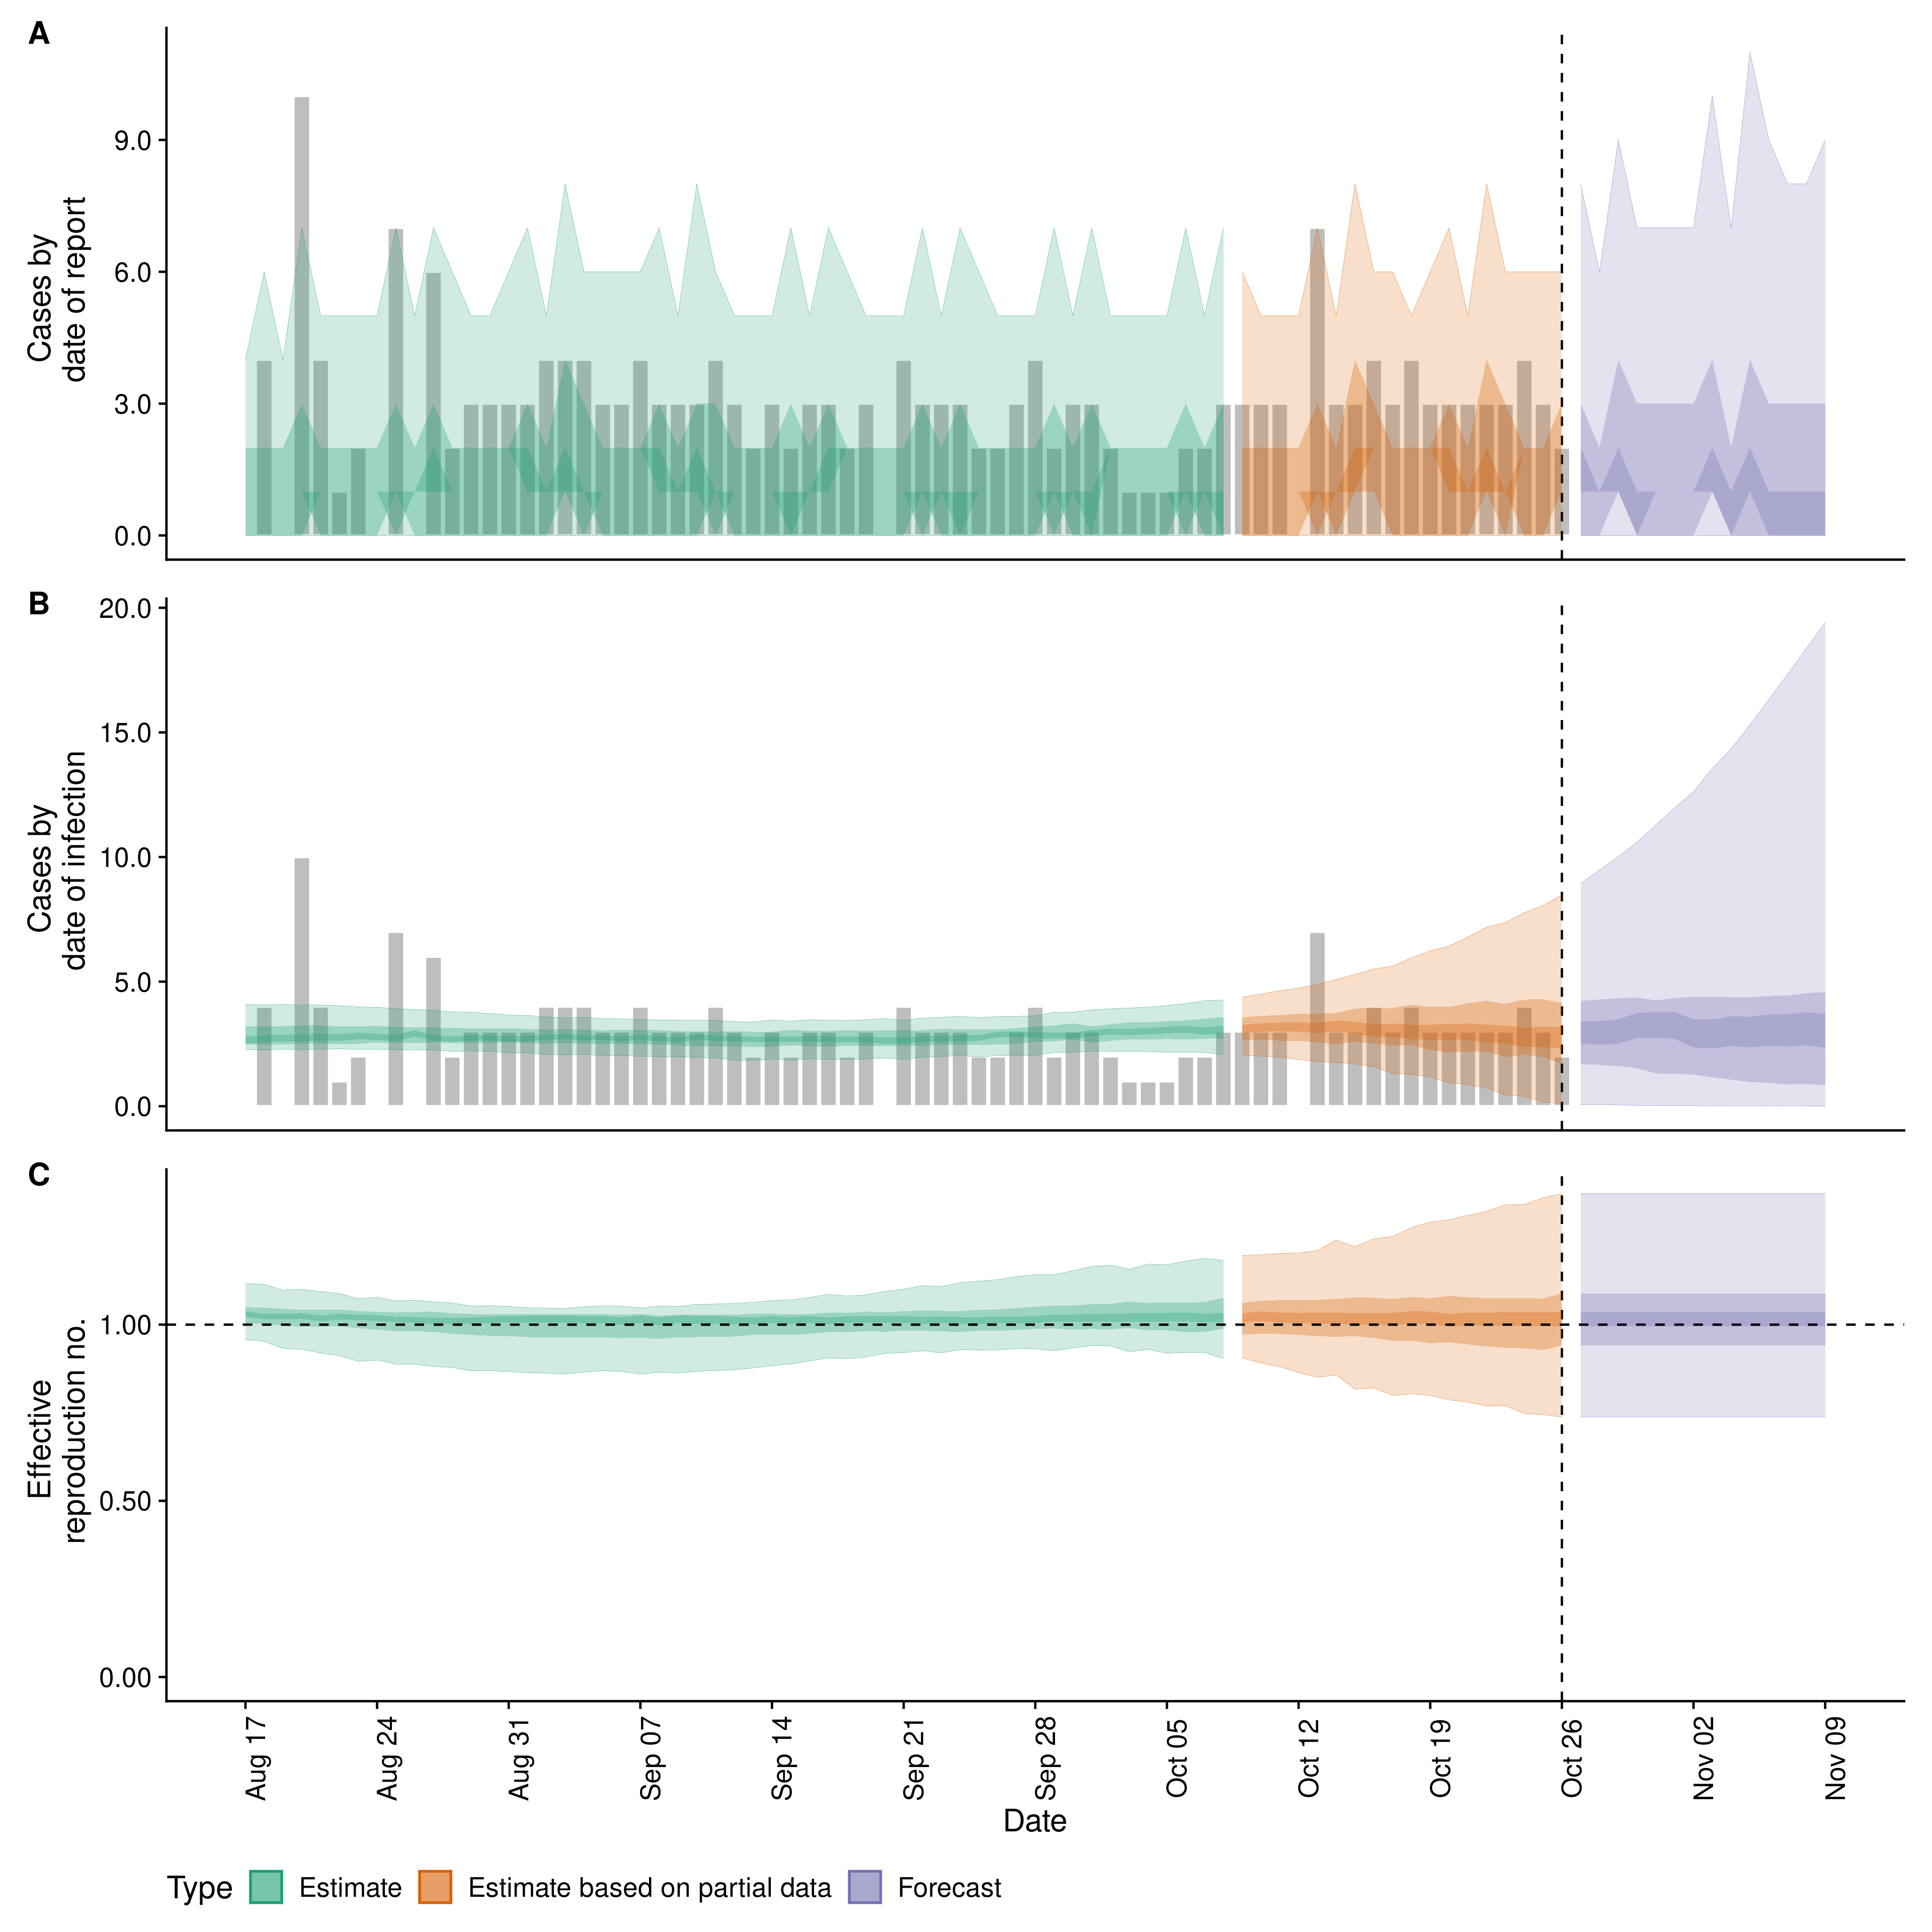 A
Cases by
date of report
9.0
6.0
3.0
0.0
B
Cases by
date of infection
20.0
15.0
10.0
5.0
0.0
C
Effective
reproduction no.
1.00
0.50
0.00
Aug 17
Aug 24
Aug 31
Sep 07
Sep 14
Sep 21
Sep 28
Oct 05
Oct 12
Oct 19
Oct 26
Nov 02
Nov 09
Date
Type Estimate Estimate based on partial data Forecast